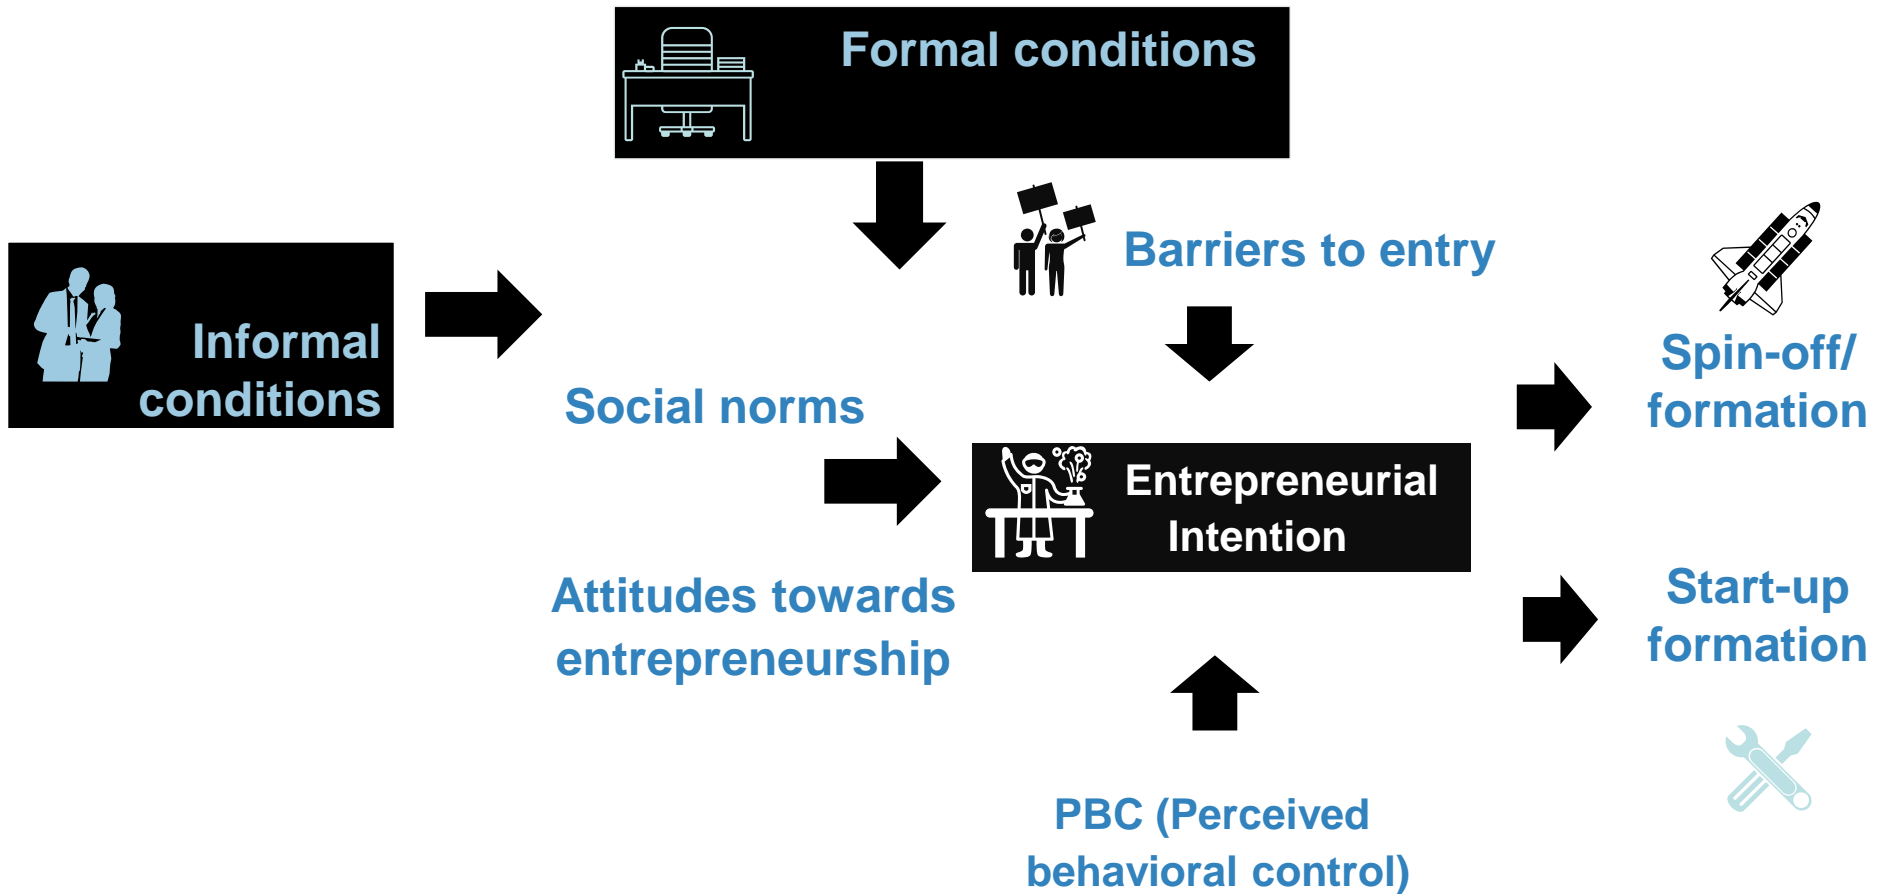 Formal conditions
Informal
conditions
Barriers to entry
Social norms
Attitudes towards
entrepreneurship
Entrepreneurial
Intention
PBC (Perceived
behavioral control)
Spin-off/
formation
Start-up
formation